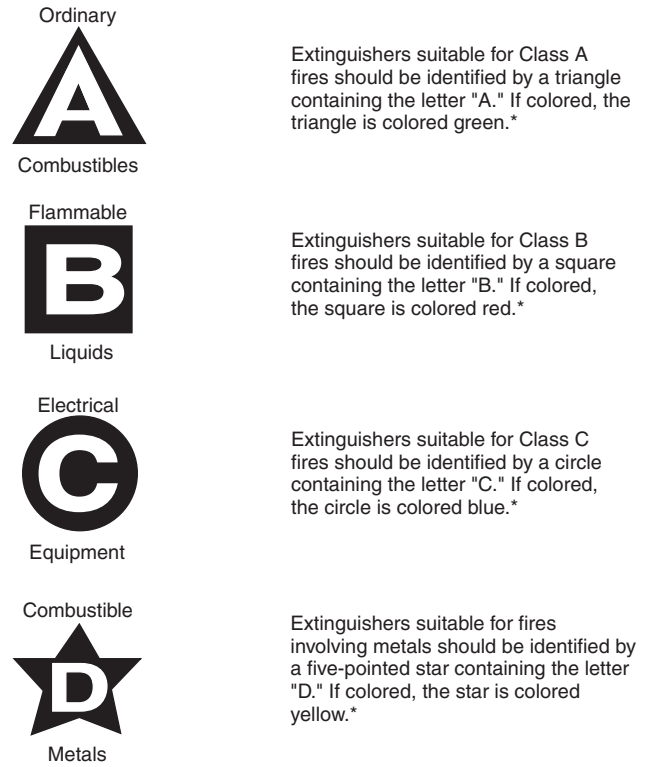 Ordinary
A
Combustibles
Extinguishers suitable for Class A
fires should be identified by a triangle
containing the letter "A." If colored, the
triangle is colored green.*
Flammable
B
Liquids
Extinguishers suitable for Class B
fires should be identified by a square
containing the letter "B." If colored,
the square is colored red.*
Electrical
C
Equipment
Extinguishers suitable for Class C
fires should be identified by a circle
containing the letter "C." If colored,
the circle is colored blue.*
Combustible
D
Metals
Extinguishers suitable for fires
involving metals should be identified by
a five-pointed star containing the letter
"D." If colored, the star is colored
yellow.*